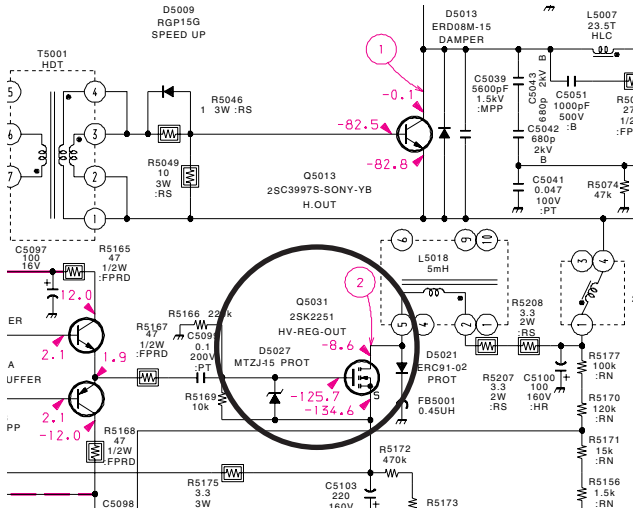 D5009
RGP15G
SPEED UP
D5013
ERD08M-15
DAMPER
L5007
23.5T
HLC
T5001
HDT
1
-0.1
C5039
5600pF
1.5kV
:MPP
C5043
680p
2kV
B
B
C5051
1000pF
500V
:B
5
4
R5046
1 3W :RS
-82.5
6
3
C5042
680p
2kV
B
R5049
10
3W
:RS
-82.8
7
2
Q5013
2SC3997S-SONY-YB
H.OUT
C5041
0.047
100V
:PT
R5074
47k
1
C5097
100
16V
R5165
47
1/2W
:FPRD
6
9
10
L5018
5mH
3
4
12.0
R5166
Q5031
2SK2251
HV-REG-OUT
2
R5167
47
1/2W
:FPRD
0.1
200V
:PT
5
4
2
1
R5208
3.3
2W
:RS
1
2.1
1.9
D5027
MTZJ-15 PROT
-8.6
D5021
ERC91-02
PROT
R5177
100k
:RN
A
UFFER
R5169
10k
-125.7
-134.6
S
FB5001
0.45UH
R5207
3.3
2W
:RS
C5100
100
160V
:HR
R5170
120k
:RN
2.1
-12.0
PP
R5168
47
1/2W
:FPRD
R5172
470k
R5171
15k
:RN
R5175
3.3
3W
C5103
220
160V
R5173
R5156
1.5k
:RN
C5098